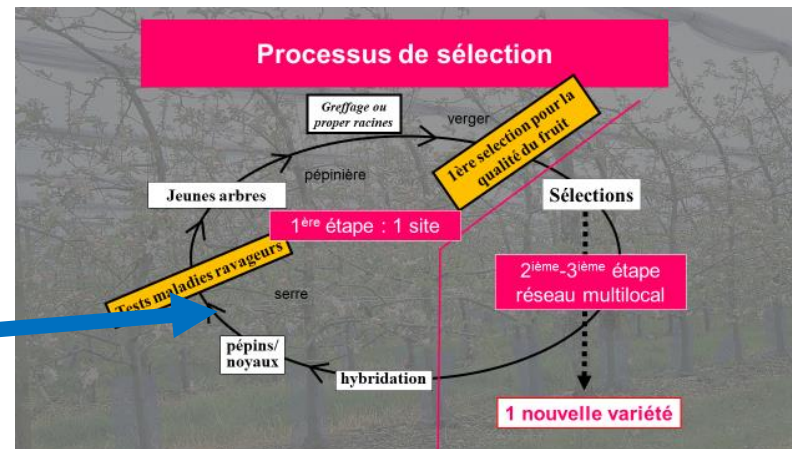 Processus de sélection
Greffage ou
proper racines
verger
1ère selection pour la
qualité du fruit
pépinière
Jeunes arbres
Sélections
1ère étape : 1 site
Tests maladies ravageurs
2ième-3ième étape
réseau multilocal
serre
pépins/
noyaux
hybridation
1 nouvelle variété